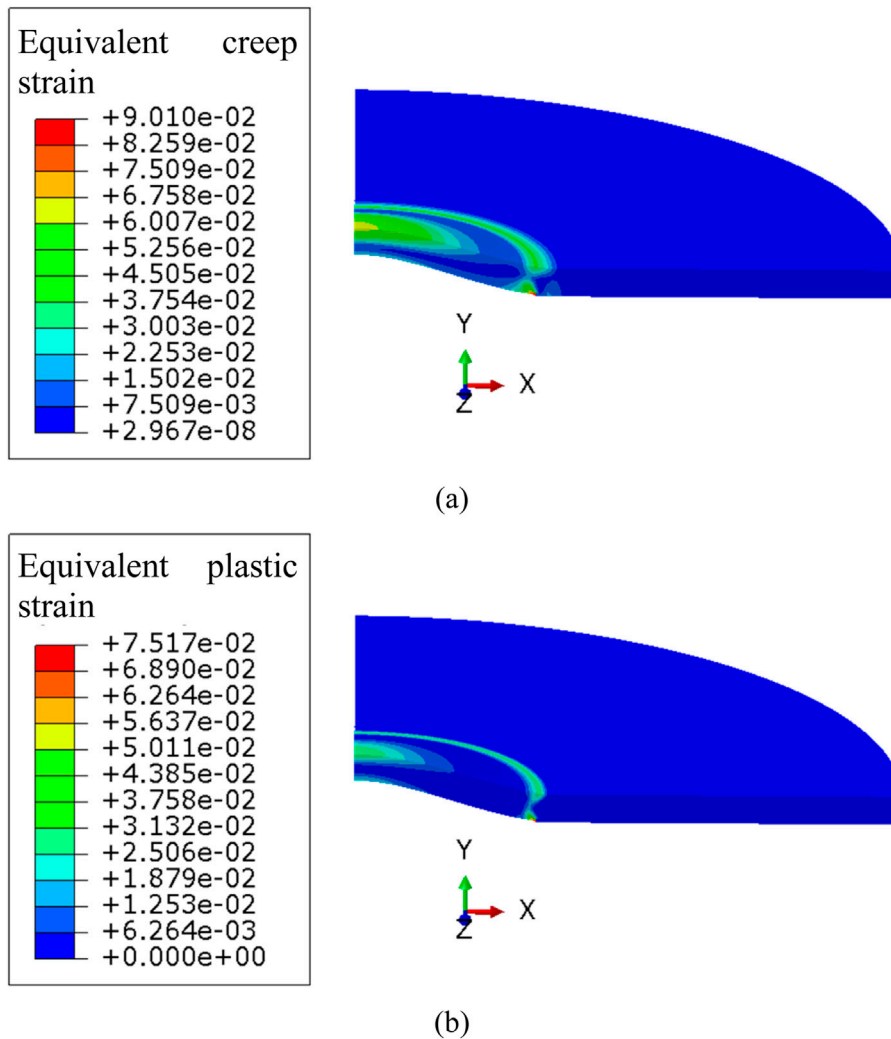 Equivalent creep
strain
+9.010e-02
+8.259e-02
+7.509e-02
+6.758e-02
+6.007e-02
+5.256e-02
+4.505e-02
+3.754e-02
+3.003e-02
+2.253e-02
+1.502e-02
+7.509e-03
+2.967e-08
Y
X
Z
(a)
Equivalent plastic
strain
+7.517e-02
+6.890e-02
+6.264e-02
+5.637e-02
+5.011e-02
+4.385e-02
+3.758e-02
+3.132e-02
+2.506e-02
+1.879e-02
+1.253e-02
+6.264e-03
+0.000e+00
Y
X
Z
(b)